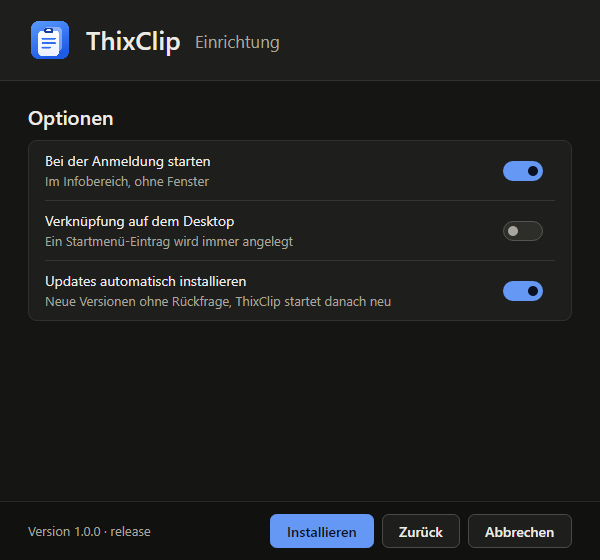 ThixClip Einrichtung
Optionen
Bei der Anmeldung starten
Im Infobereich, ohne Fenster
Verknüpfung auf dem Desktop
Ein Startmenü-Eintrag wird immer angelegt
Updates automatisch installieren
Neue Versionen ohne Rückfrage, ThixClip startet danach neu
Version 1.0.0 · release
Installieren
Zurück
Abbrechen